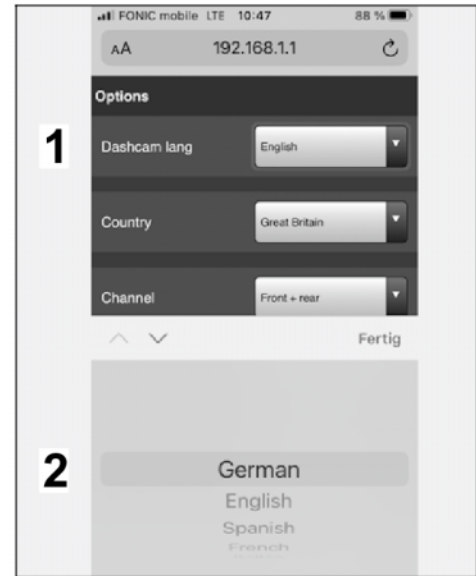 FONIC mobile LTE 10:47 88 %
AA 192.168.1.1
Options
1 Dashcam lang English
Country Great Britain
Channel Front + rear
Fertig
2 German
English
Spanish
French